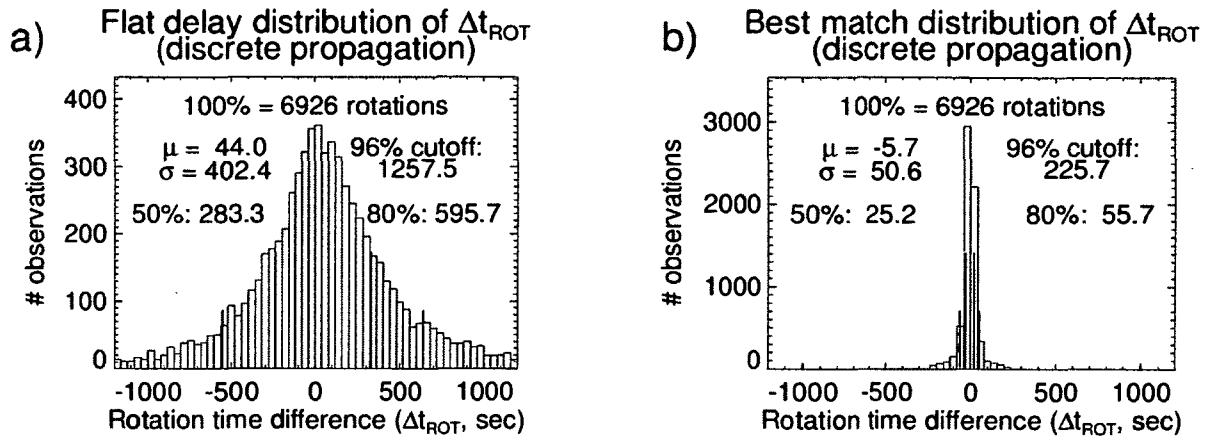 a)
Flat delay distribution of Δt_ROT
(discrete propagation)
400
300
200
100
0
# observations
100% = 6926 rotations
μ = 44.0
σ = 402.4
96% cutoff:
1257.5
50%: 283.3
80%: 595.7
-1000 -500 0 500 1000
Rotation time difference (Δt_ROT, sec)
b)
Best match distribution of Δt_ROT
(discrete propagation)
3000
2000
1000
0
# observations
100% = 6926 rotations
μ = -5.7
σ = 50.6
96% cutoff:
225.7
50%: 25.2
80%: 55.7
-1000 -500 0 500 1000
Rotation time difference (Δt_ROT, sec)